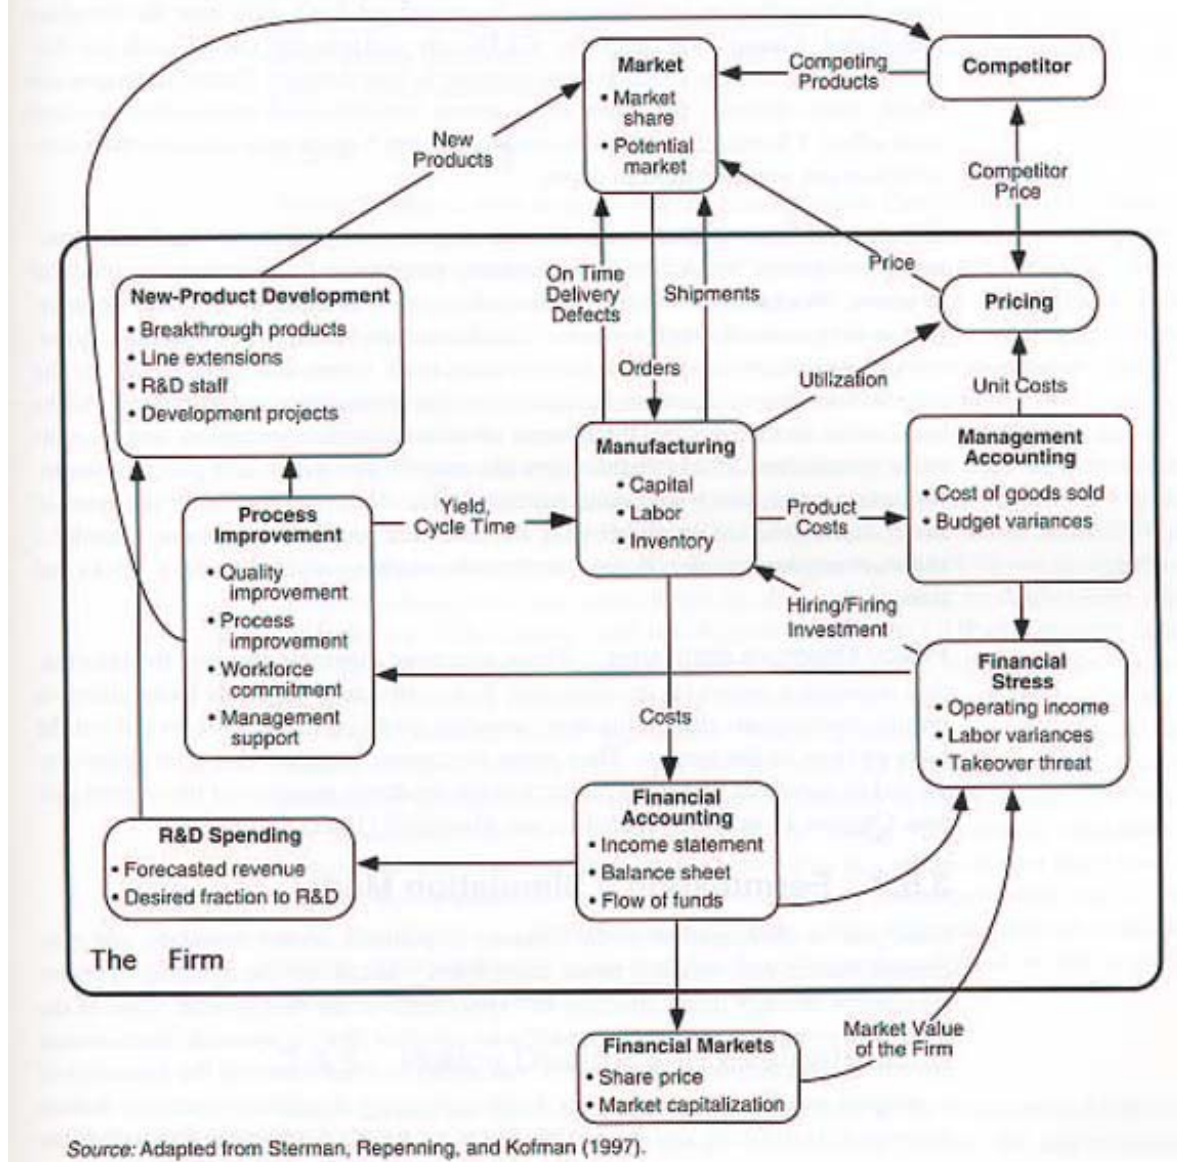 Market
• Market
share
• Potential
market
Competing
Products
Competitor
New
Products
Competitor
Price
Price
Pricing
On Time
Delivery
Defects
Shipments
Orders
Utilization
Unit Costs
New-Product Development
• Breakthrough products
• Line extensions
• R&D staff
• Development projects
Manufacturing
• Capital
• Labor
• Inventory
Management
Accounting
• Cost of goods sold
• Budget variances
Process
Improvement
• Quality
improvement
• Process
improvement
• Workforce
commitment
• Management
support
Yield,
Cycle Time
Product
Costs
Hiring/Firing
Investment
Financial
Stress
• Operating income
• Labor variances
• Takeover threat
Costs
R&D Spending
• Forecasted revenue
• Desired fraction to R&D
Financial
Accounting
• Income statement
• Balance sheet
• Flow of funds
The Firm
Financial Markets
• Share price
• Market capitalization
Market Value
of the Firm
Source: Adapted from Sterman, Repenning, and Kofman (1997).